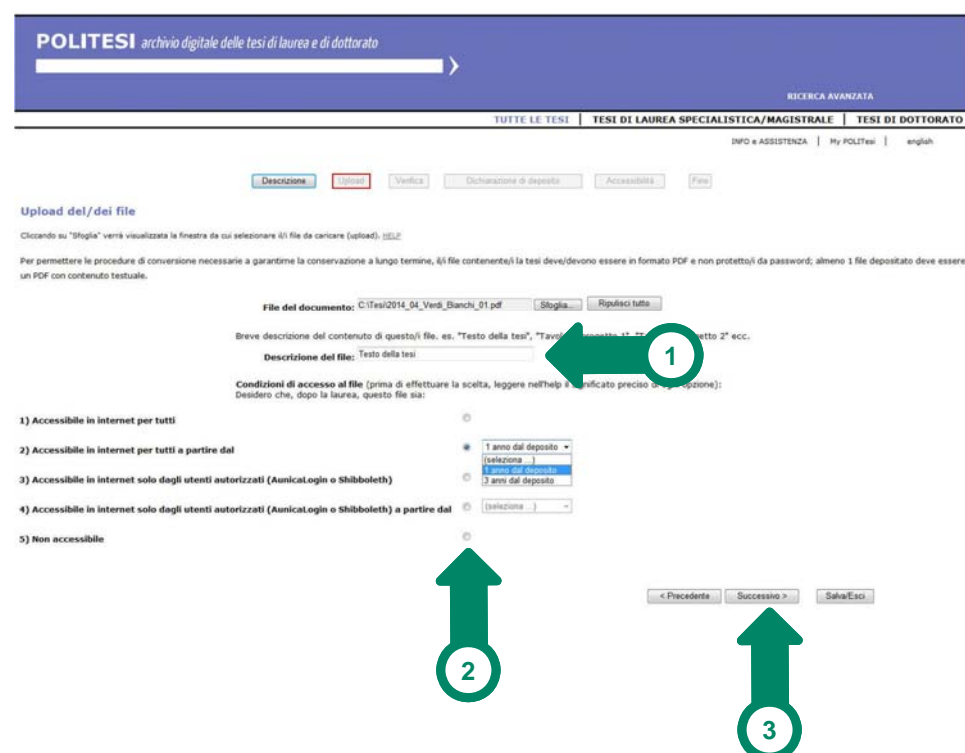 POLITESI archivio digitale delle tesi di laurea e di dottorato
RICERCA AVANZATA
TUTTE LE TESI | TESI DI LAUREA SPECIALISTICA/MAGISTRALE | TESI DI DOTTORATO
INFO e ASSISTENZA | My POLITesi | english
Descrizione Upload Verifica Dichiarazione di deposito Accessibilità Fine
Upload del/dei file
Cliccando su "Sfoglia" verrà visualizzata la finestra da cui selezionare il/i file da caricare (upload). HELP
Per permettere le procedure di conversione necessarie a garantirne la conservazione a lungo termine, il/i file contenente/i la tesi deve/devono essere in formato PDF e non protetto/i da password; almeno 1 file depositato deve essere
un PDF con contenuto testuale.
File del documento: C:\Tesi\2014_04_Verdi_Bianchi_01.pdf Sfoglia... Ripulisci tutto
Breve descrizione del contenuto di questo/i file. es. "Testo della tesi", 1", 2" ecc.
Descrizione del file: Testo della tesi
1
Condizioni di accesso al file (prima di effettuare la scelta, leggere nell'help il significato preciso di opzione):
Desidero che, dopo la laurea, questo file sia:
1) Accessibile in internet per tutti
2) Accessibile in internet per tutti a partire dal 1 anno dal deposito
(seleziona ...)
1 anno dal deposito
3 anni dal deposito
3) Accessibile in internet solo dagli utenti autorizzati (AunicaLogin o Shibboleth)
4) Accessibile in internet solo dagli utenti autorizzati (AunicaLogin o Shibboleth) a partire dal (seleziona ...)
5) Non accessibile
< Precedente Successivo > Salva/Esci
2
3